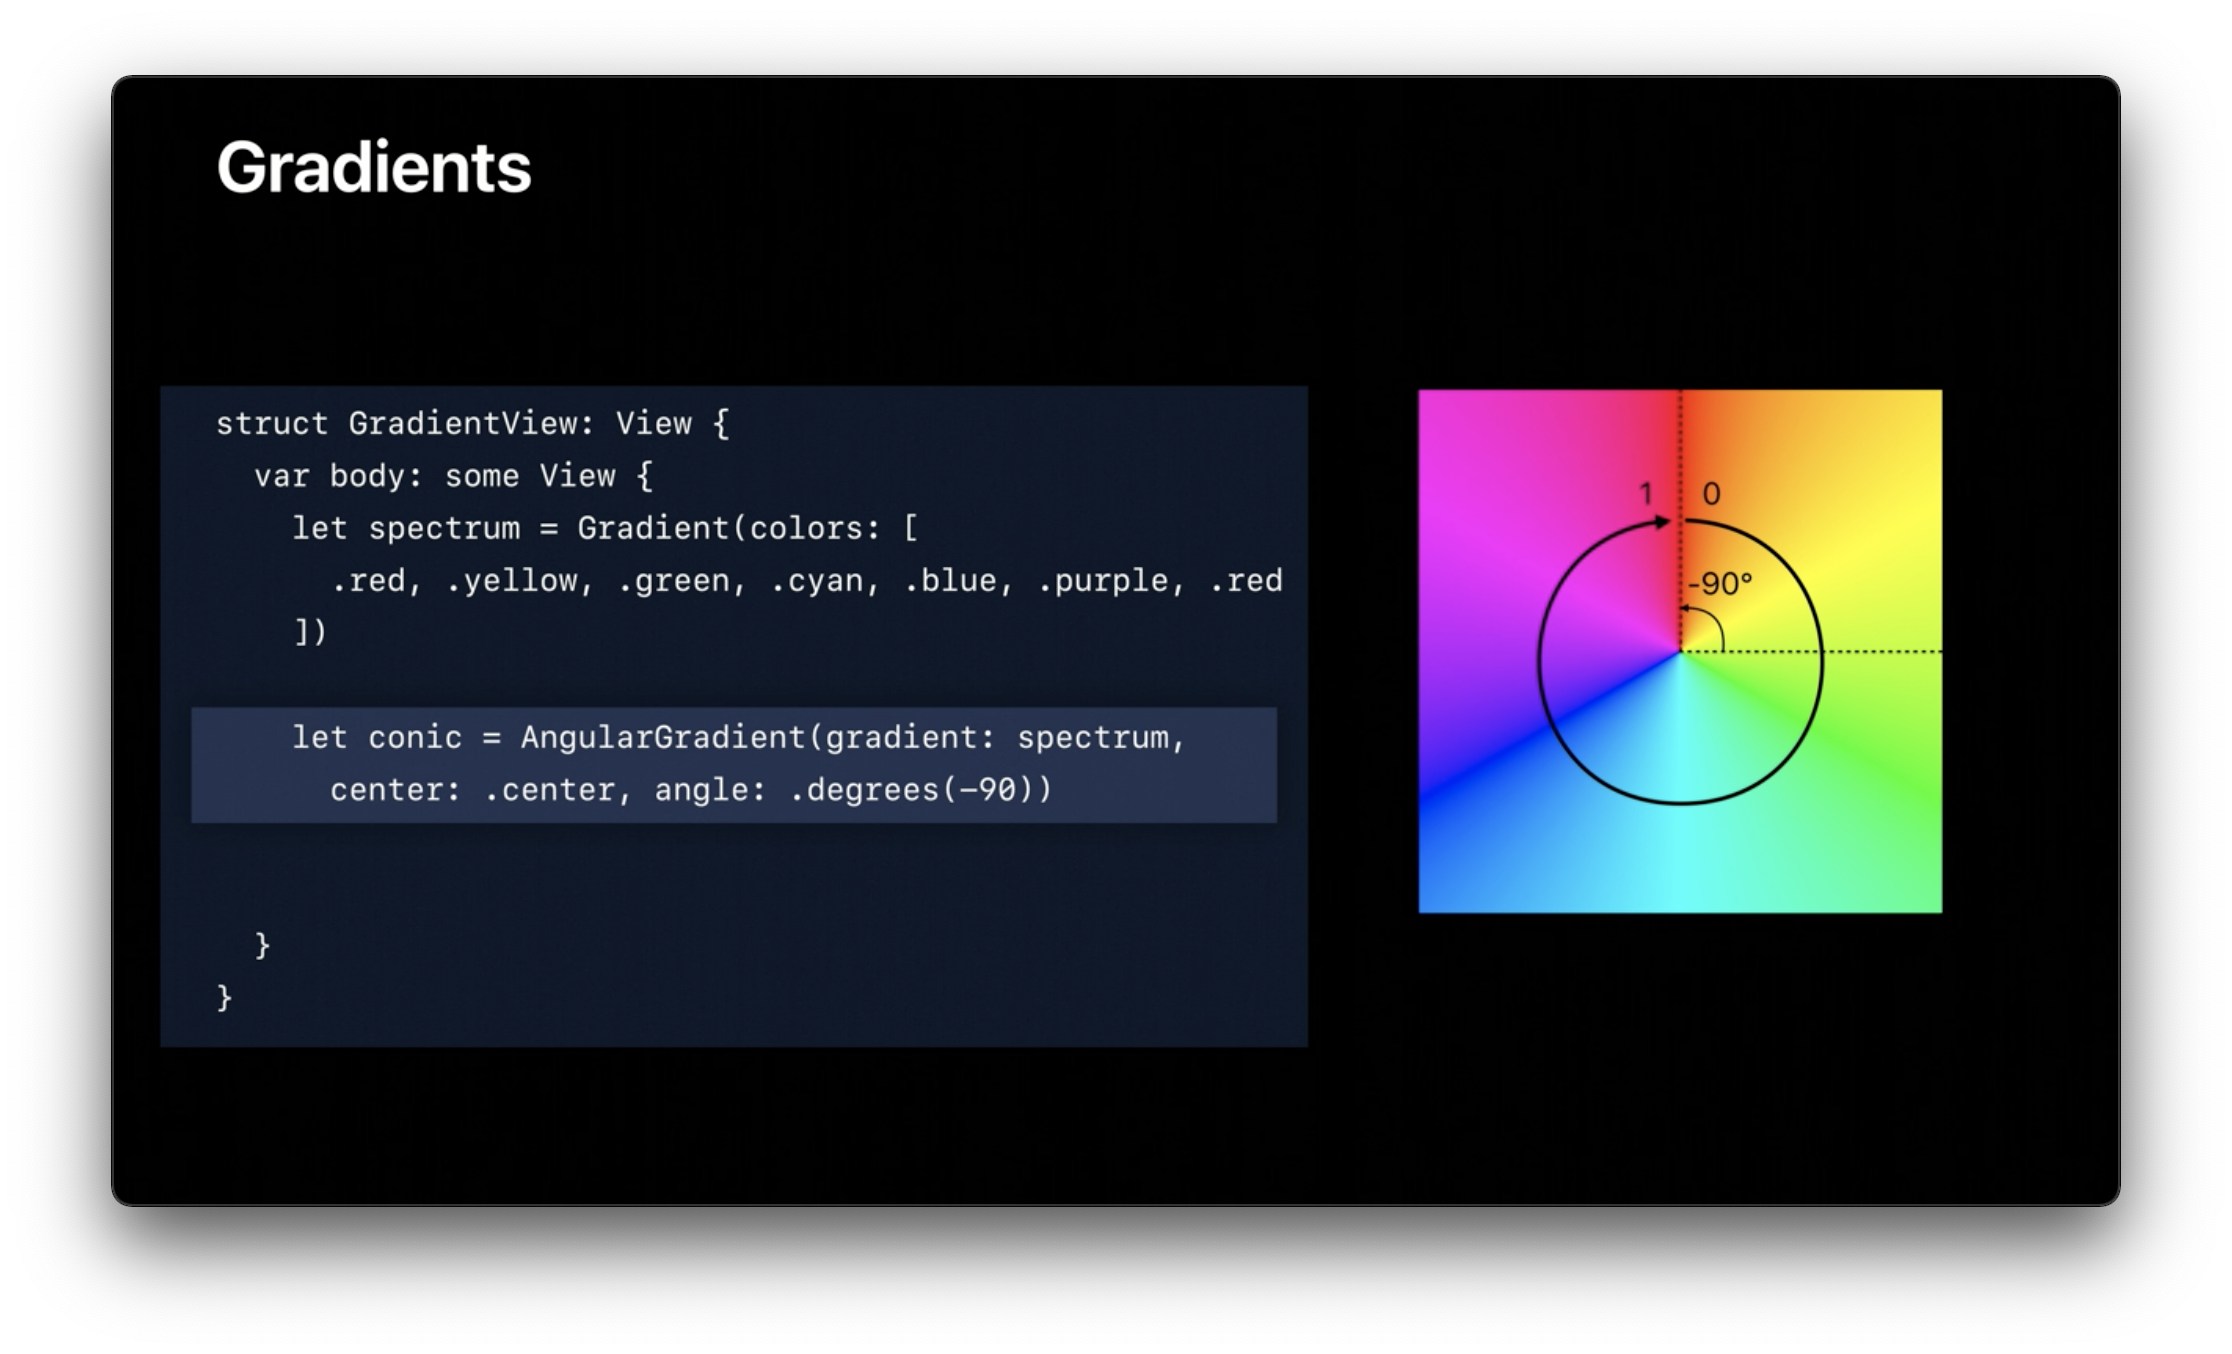 Gradients
struct GradientView: View {
var body: some View {
let spectrum = Gradient(colors: [
.red, .yellow, .green, .cyan, .blue, .purple, .red
])
let conic = AngularGradient(gradient: spectrum,
center: .center, angle: .degrees(-90))
}
}
1 0
-90°